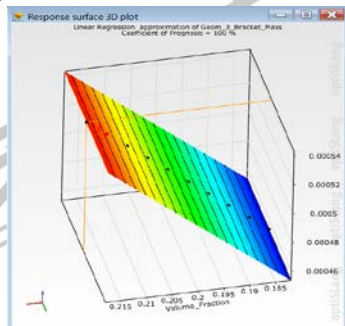 Response surface 3D plot
Linear Regression approximation of Geom_3_Bracket_Mass
Coefficient of Prognose = 100 %
0.00054
0.00052
0.0005
0.00048
0.00046
0.215 0.21 0.205 0.2 0.195 0.19 0.185
Volume_Fraction